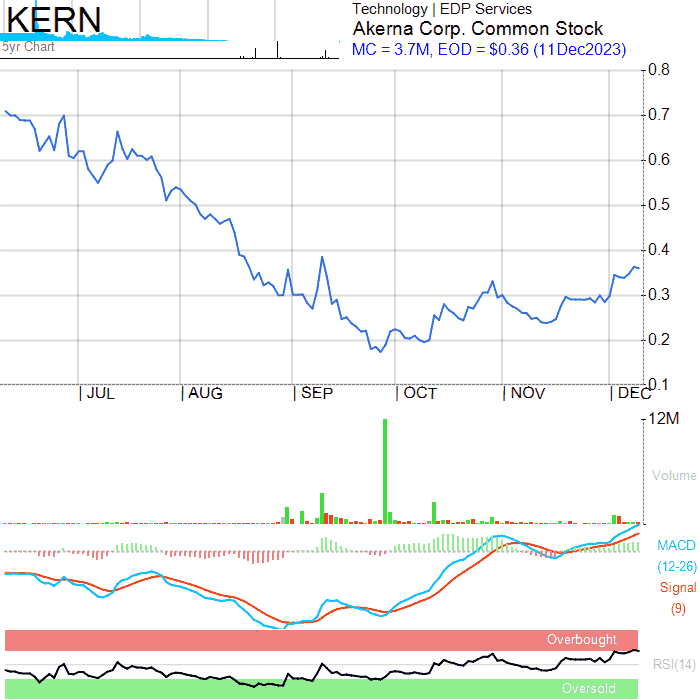 KERN
5yr Chart
Technology | EDP Services
Akerna Corp. Common Stock
MC = 3.7M, EOD = $0.36 (11Dec2023)
0.8
0.7
0.6
0.5
0.4
0.3
0.2
0.1
| JUL | AUG | SEP | OCT | NOV | DEC
12M
Volume
MACD
(12-26)
Signal
(9)
Overbought
RSI(14)
Oversold